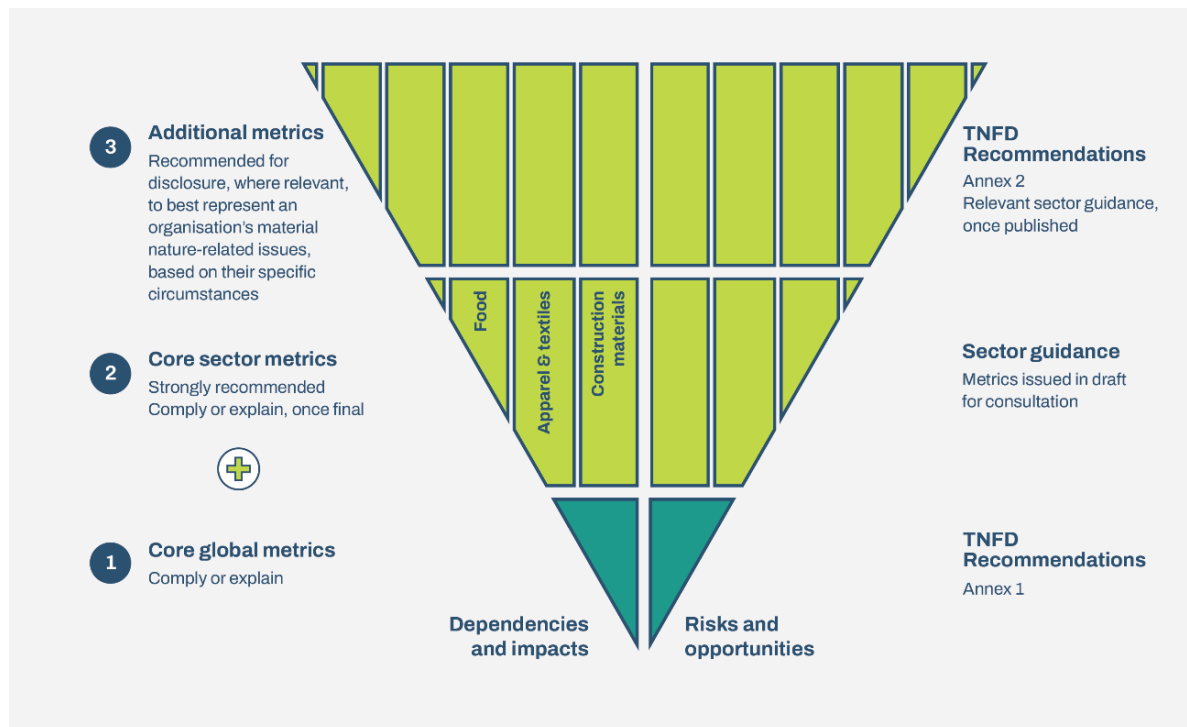 3
Additional metrics
Recommended for
disclosure, where relevant,
to best represent an
organisation's material
nature-related issues,
based on their specific
circumstances
TNFD
Recommendations
Annex 2
Relevant sector guidance,
once published
2
Core sector metrics
Strongly recommended
Comply or explain, once final
Food
Apparel & textiles
Construction
materials
Sector guidance
Metrics issued in draft
for consultation
1
Core global metrics
Comply or explain
TNFD
Recommendations
Annex 1
Dependencies
and impacts
Risks and
opportunities